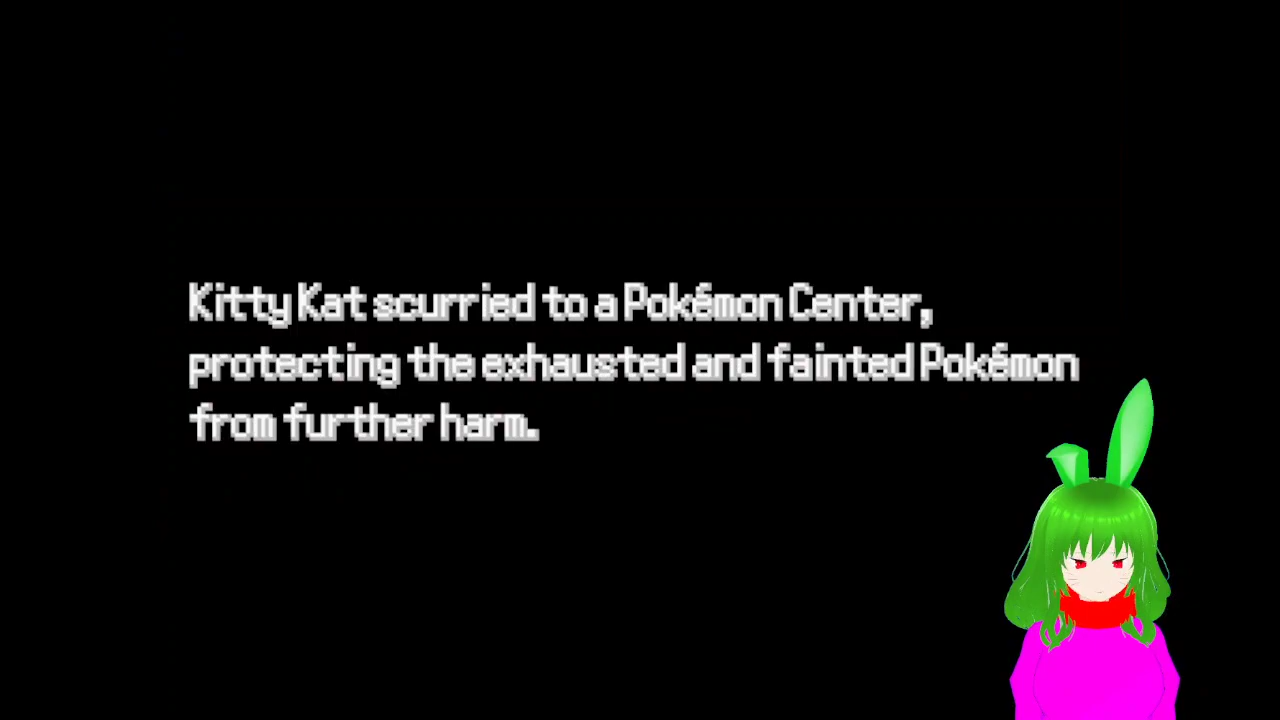 Kitty Kat scurried to a Pokémon Center,
protecting the exhausted and fainted Pokémon
from further harm.